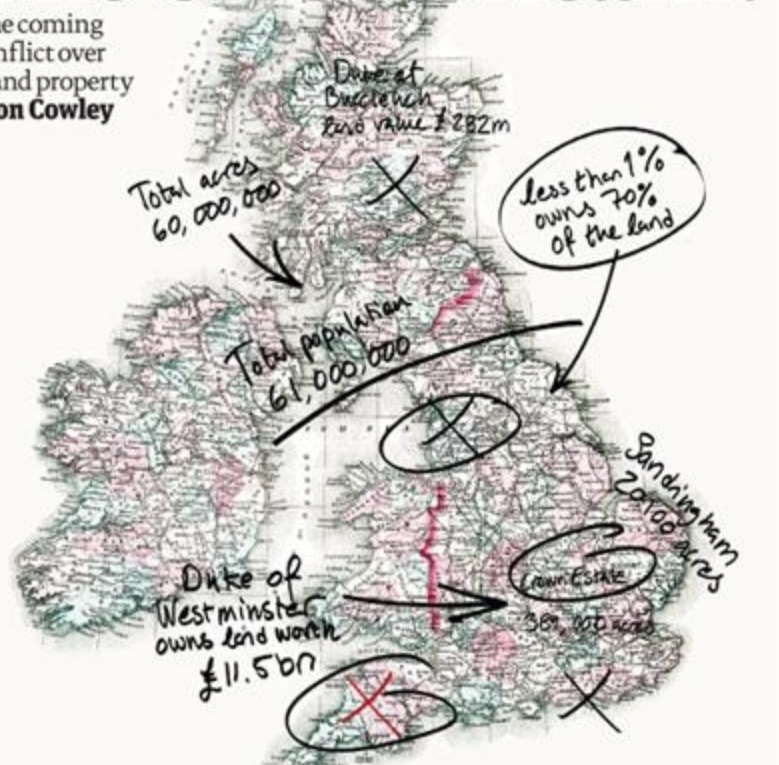 e coming
nflict over
and property
on Cowley
Duke of
Buccleuch
land value £282m
Total acres
60,000,000
less than 1%
owns 70%
of the land
Total population
61,000,000
Sandringham
20100 acres
Duke of
Westminster
owns land worth
£11.5bn
Crown Estate
acres